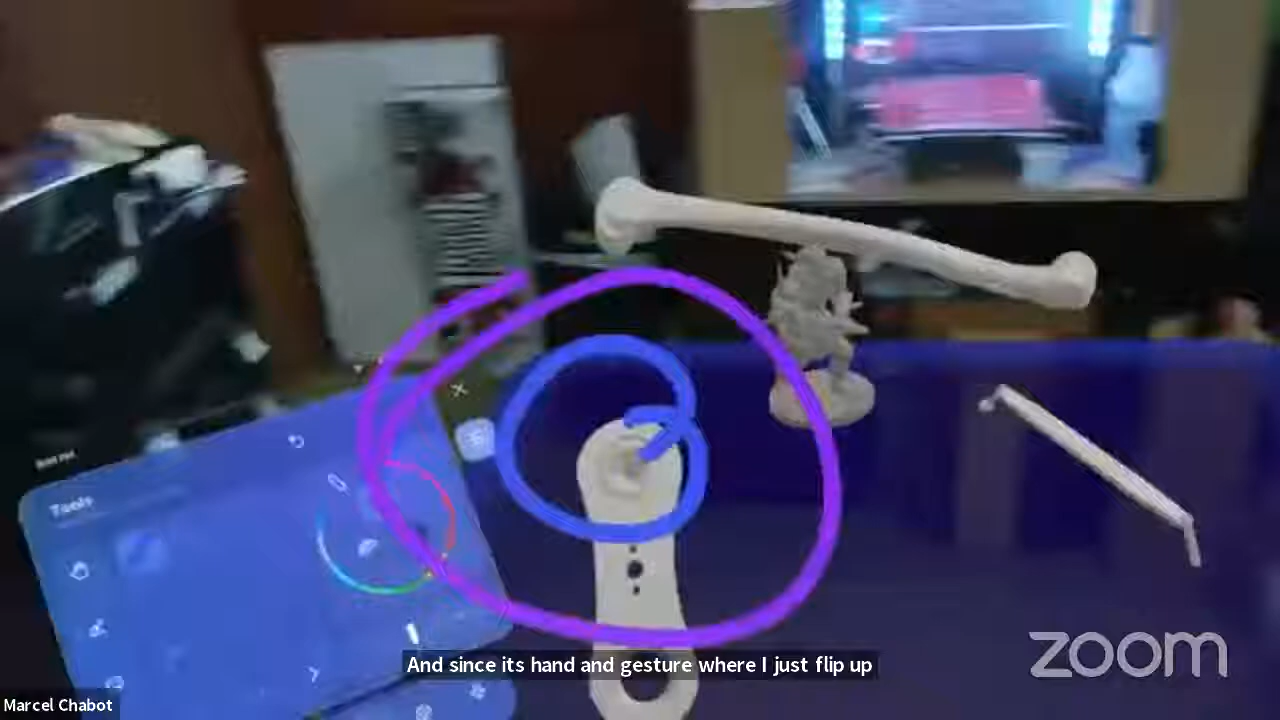 Tools
And since its hand and gesture where I just flip up
zoom
Marcel Chabot